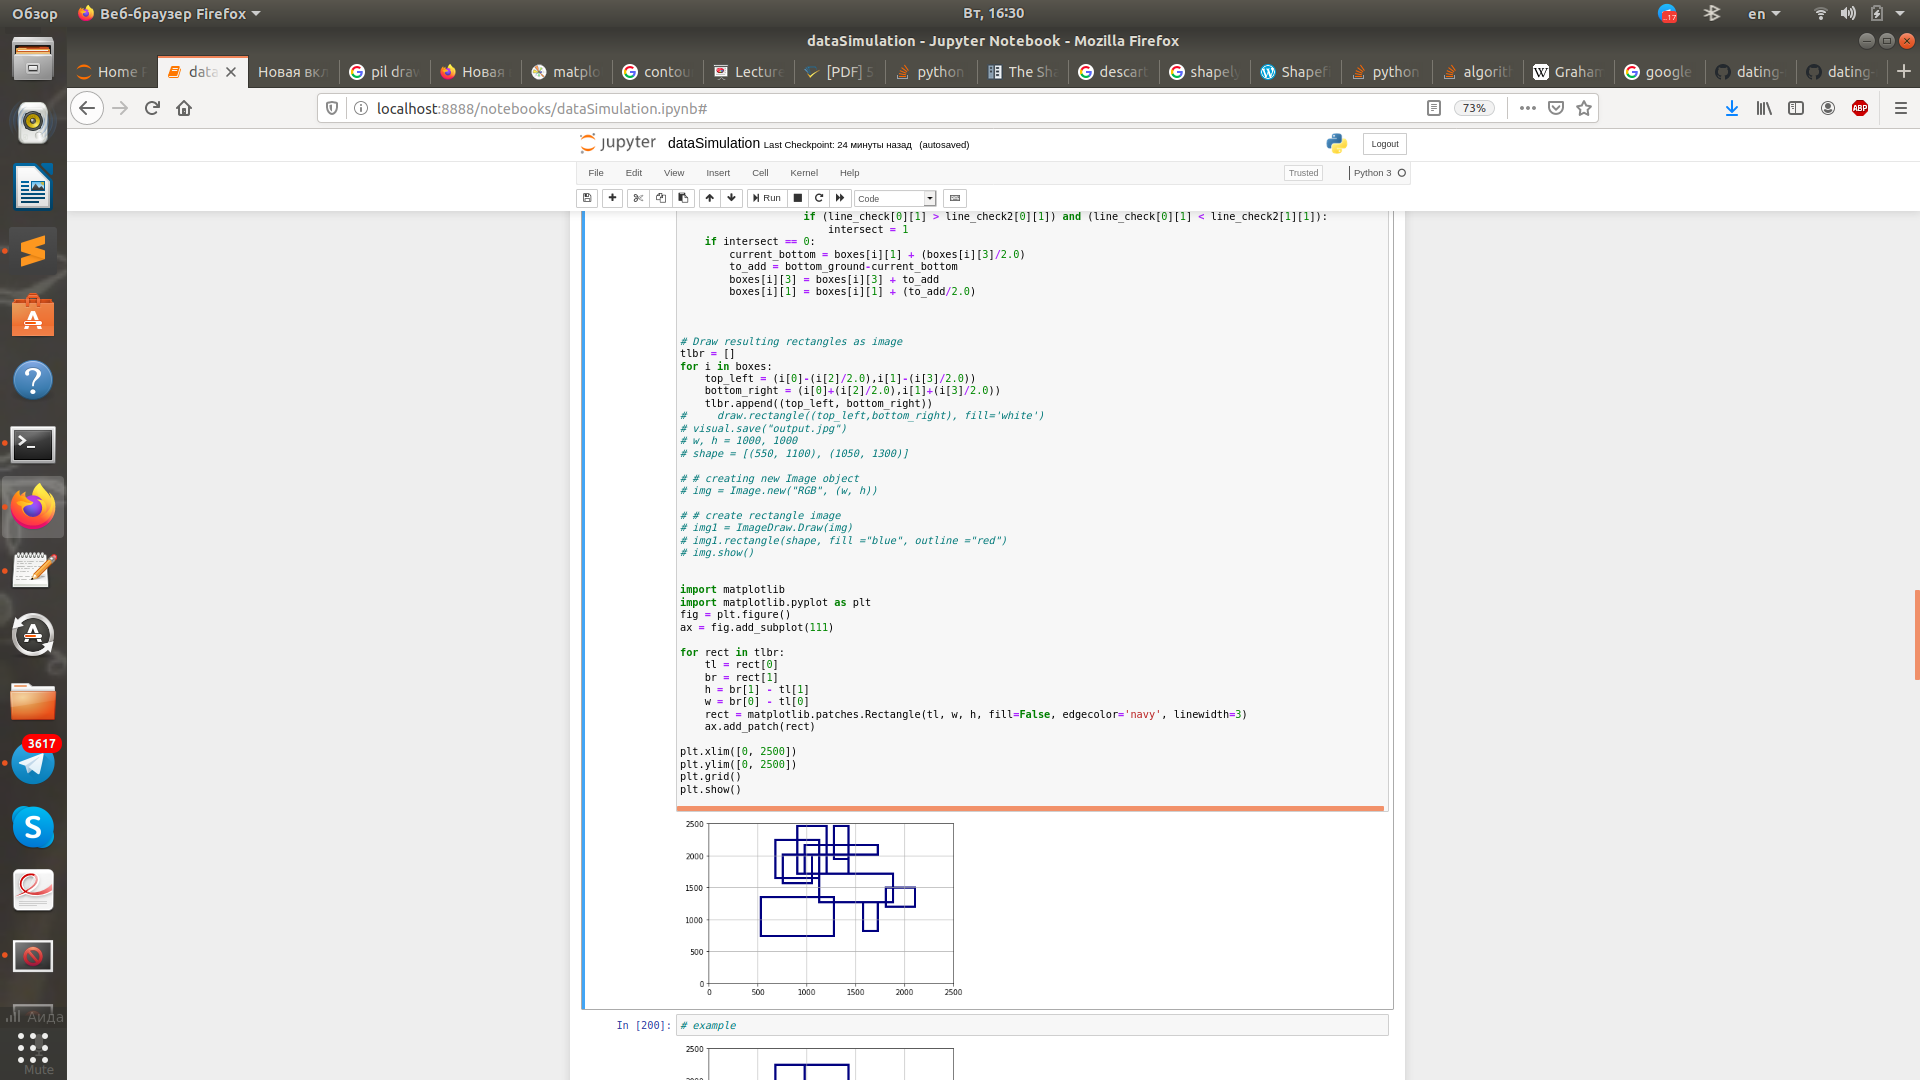 Обзор Веб-браузер Firefox Вт, 16:30 17 en
dataSimulation - Jupyter Notebook - Mozilla Firefox
Home data Новая вкл pil draw Новая matplo contou Lecture [PDF] S python The Sha descart shapely Shapef python algorit Graham google dating- dating-
localhost:8888/notebooks/dataSimulation.ipynb# 73% ABP
jupyter dataSimulation Last Checkpoint: 24 минуты назад (autosaved) Logout
File Edit View Insert Cell Kernel Help Trusted Python 3
Run Code
if (line_check[0][1] > line_check2[0][1]) and (line_check[0][1] < line_check2[1][1]):
intersect = 1
if intersect == 0:
current_bottom = boxes[i][1] + (boxes[i][3]/2.0)
to_add = bottom_ground-current_bottom
boxes[i][3] = boxes[i][3] + to_add
boxes[i][1] = boxes[i][1] + (to_add/2.0)
# Draw resulting rectangles as image
tlbr = []
for i in boxes:
top_left = (i[0]-(i[2]/2.0),i[1]-(i[3]/2.0))
bottom_right = (i[0]+(i[2]/2.0),i[1]+(i[3]/2.0))
tlbr.append((top_left, bottom_right))
# draw.rectangle((top_left,bottom_right), fill='white')
# visual.save("output.jpg")
# w, h = 1000, 1000
# shape = [(550, 1100), (1050, 1300)]
# # creating new Image object
# img = Image.new("RGB", (w, h))
# # create rectangle image
# img1 = ImageDraw.Draw(img)
# img1.rectangle(shape, fill ="blue", outline ="red")
# img.show()
import matplotlib
import matplotlib.pyplot as plt
fig = plt.figure()
ax = fig.add_subplot(111)
for rect in tlbr:
tl = rect[0]
br = rect[1]
h = br[1] - tl[1]
w = br[0] - tl[0]
rect = matplotlib.patches.Rectangle(tl, w, h, fill=False, edgecolor='navy', linewidth=3)
ax.add_patch(rect)
plt.xlim([0, 2500])
plt.ylim([0, 2500])
plt.grid()
plt.show()
2500
2000
1500
1000
500
0
0 500 1000 1500 2000 2500
In [200]: # example
2500
3617
Аида
Mute